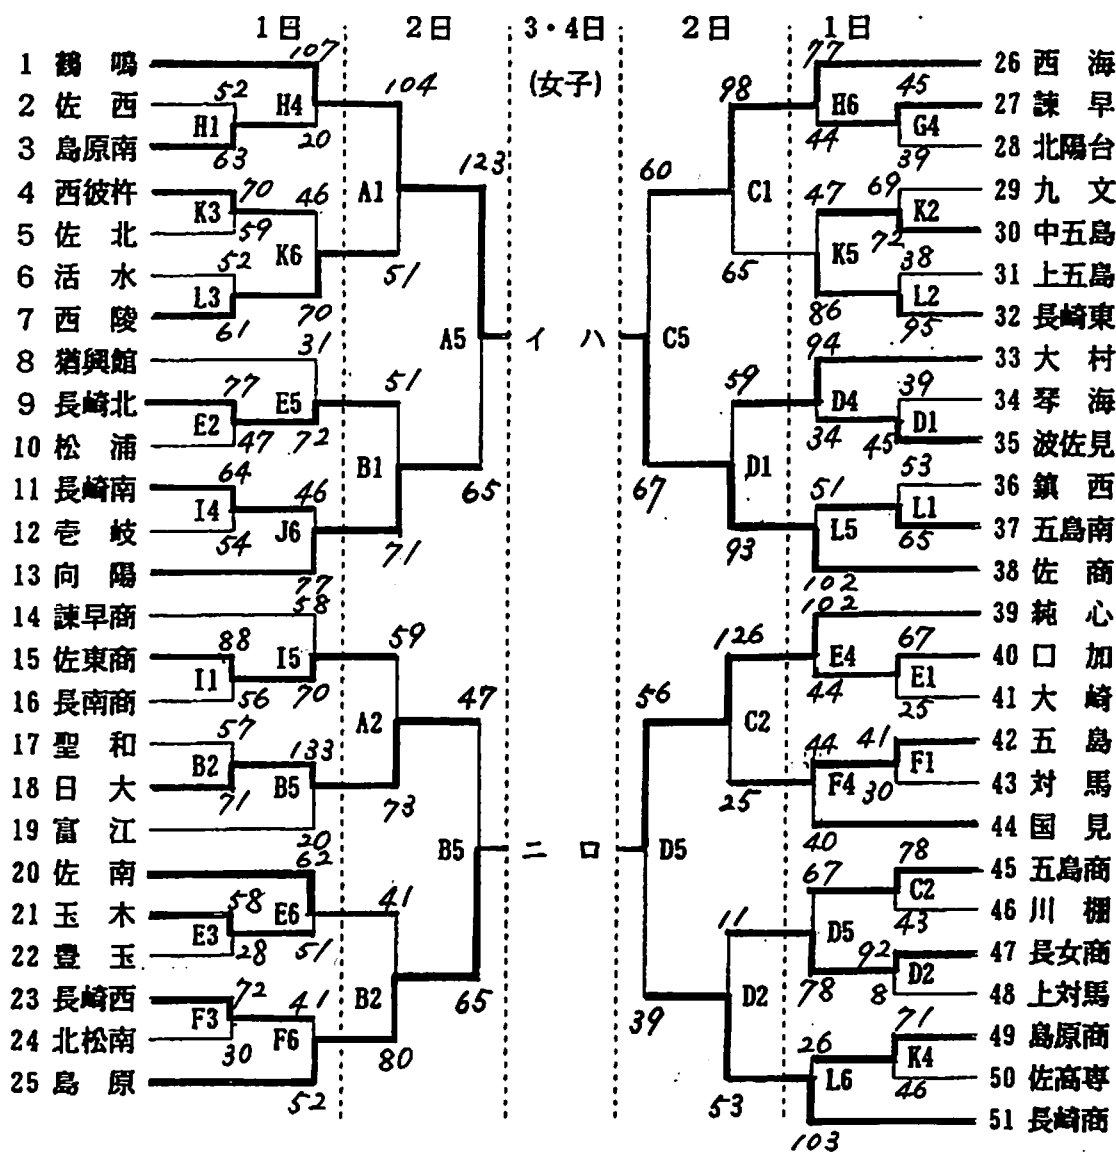 1日 2日 3・4日 2日 1日
(女子)
1 鶴 鳴
2 佐 西
3 島原南
4 西彼杵
5 佐 北
6 活 水
7 西 陵
8 猶興館
9 長崎北
10 松 浦
11 長崎南
12 壱 岐
13 向 陽
14 諫早商
15 佐東商
16 長南商
17 聖 和
18 日 大
19 富 江
20 佐 南
21 玉 木
22 豊 玉
23 長崎西
24 北松南
25 島 原
52 H1 63
70 K3 59
52 L3 61
77 E2 47
64 I4 54
88 I1 56
57 B2 71
58 E3 28
72 F3 30
107 H4 20
46 K6 70
31 E5 72
46 J6 77
58 I5 70
133 B5 20
62 E6 51
41 F6 52
104 A1 51
51 B1 71
59 A2 73
41 B2 80
123 A5 65
47 B5 65
イ ハ
ニ ロ
60 C5 67
56 D5 39
98 C1 65
59 D1 93
126 C2 25
11 D2 53
77 H6 44
47 K5 86
94 D4 34
51 L5 102
102 E4 44
44 F4 40
67 D5 78
26 L6 103
45 G4 39
69 K2 72
38 L2 95
39 D1 45
53 L1 65
67 E1 25
41 F1 30
78 C2 43
92 D2 8
71 K4 46
26 西 海
27 諫 早
28 北陽台
29 九 文
30 中五島
31 上五島
32 長崎東
33 大 村
34 琴 海
35 波佐見
36 鎮 西
37 五島南
38 佐 商
39 純 心
40 口 加
41 大 崎
42 五 島
43 対 馬
44 国 見
45 五島商
46 川 棚
47 長女商
48 上対馬
49 島原商
50 佐高専
51 長崎商